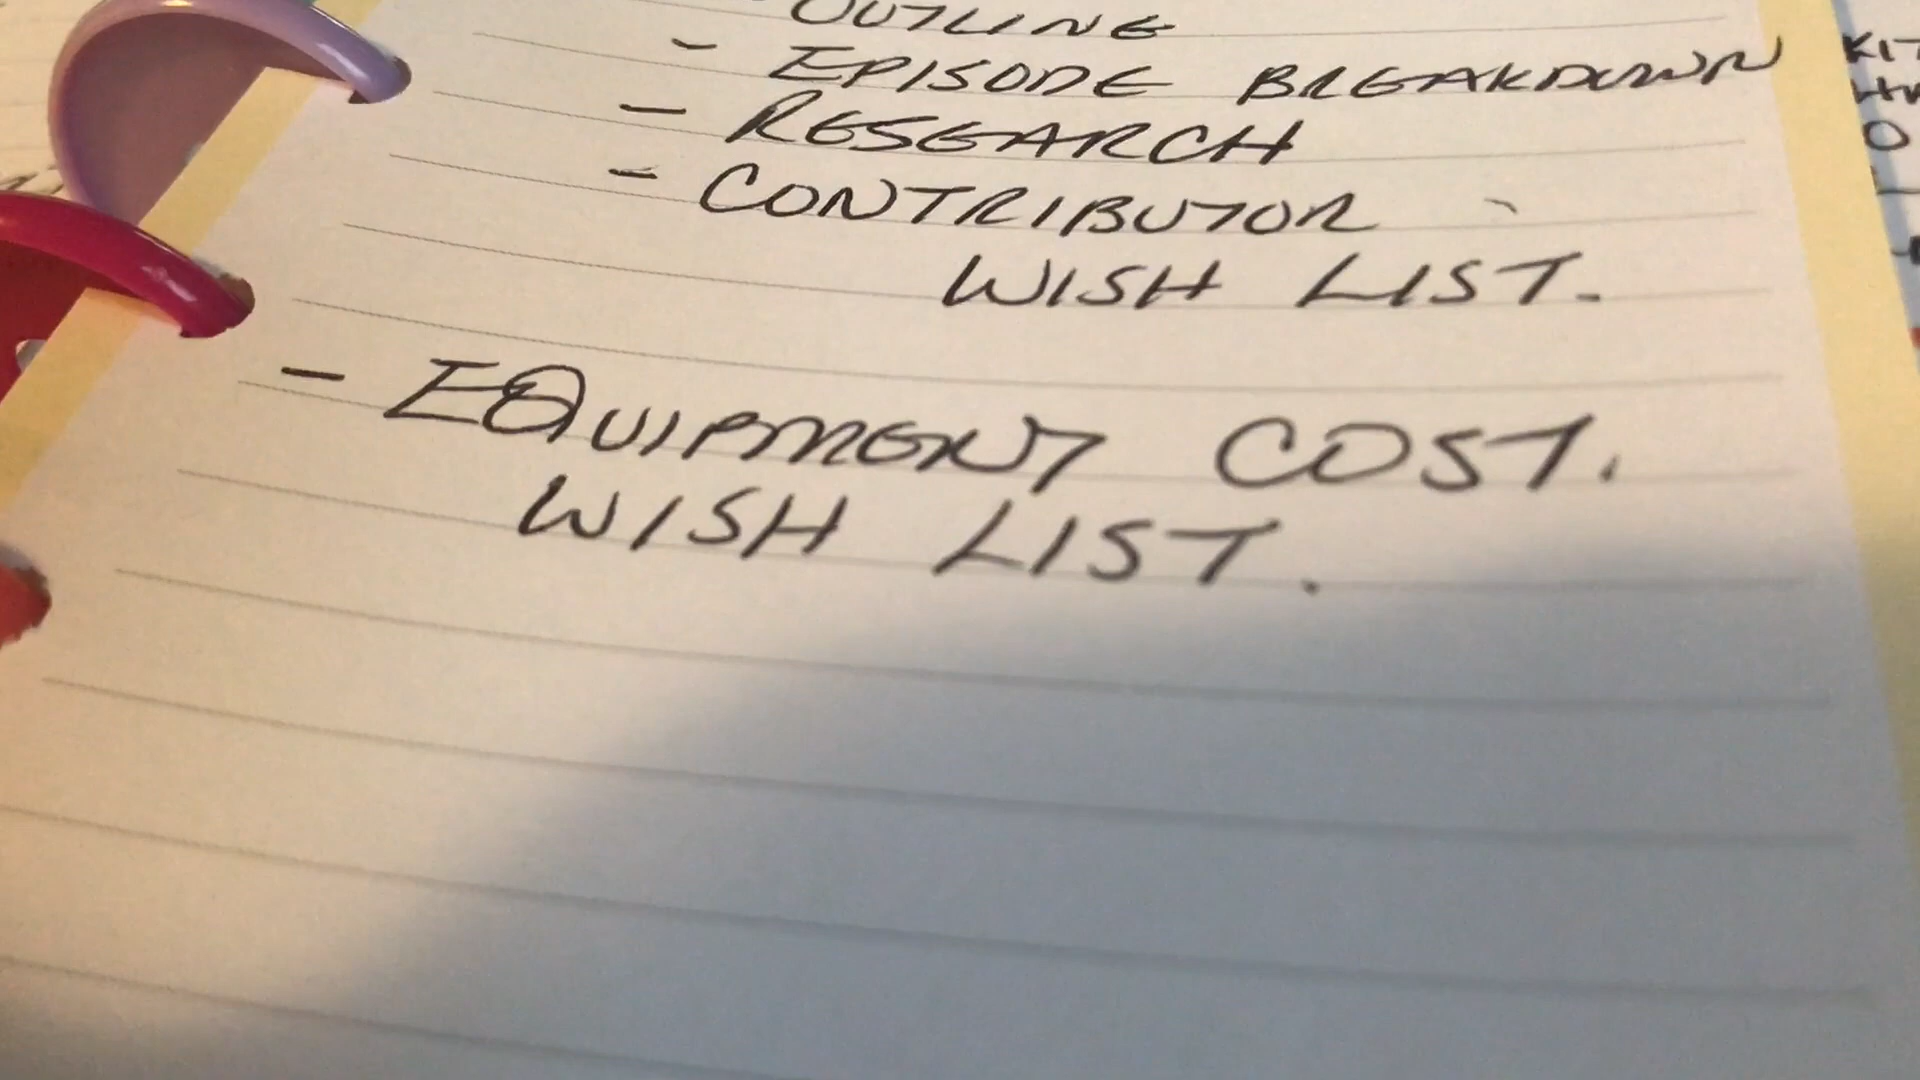 OUTLINE
- EPISODE BREAKDOWN
- RESEARCH
- CONTRIBUTOR
WISH LIST.
- EQUIPMENT COST.
WISH LIST.